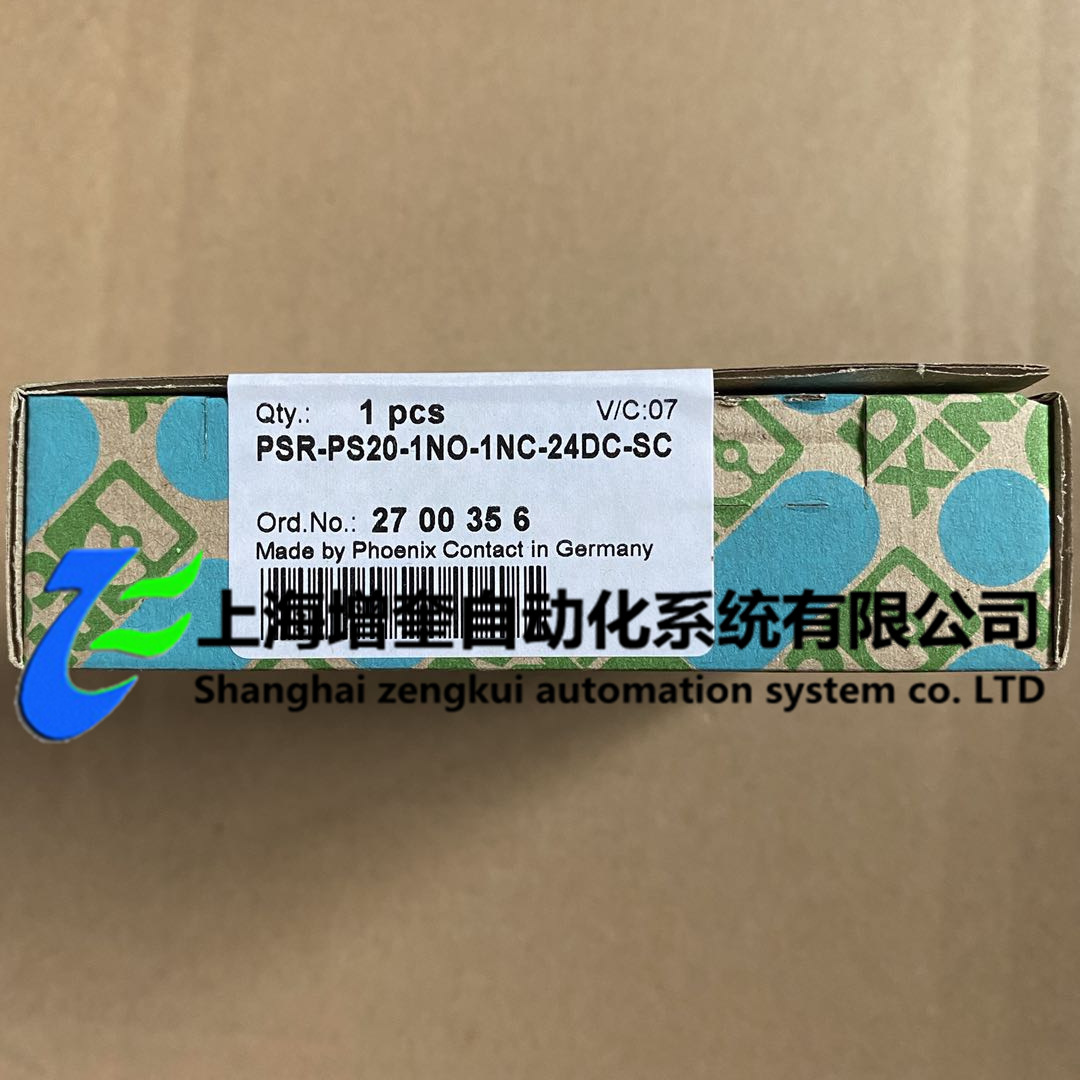 Qty.: 1 pcs V/C:07
PSR-PS20-1NO-1NC-24DC-SC
Ord.No.: 27 00 35 6
Made by Phoenix Contact in Germany
上海增奎自动化系统有限公司
Shanghai zengkui automation system co. LTD